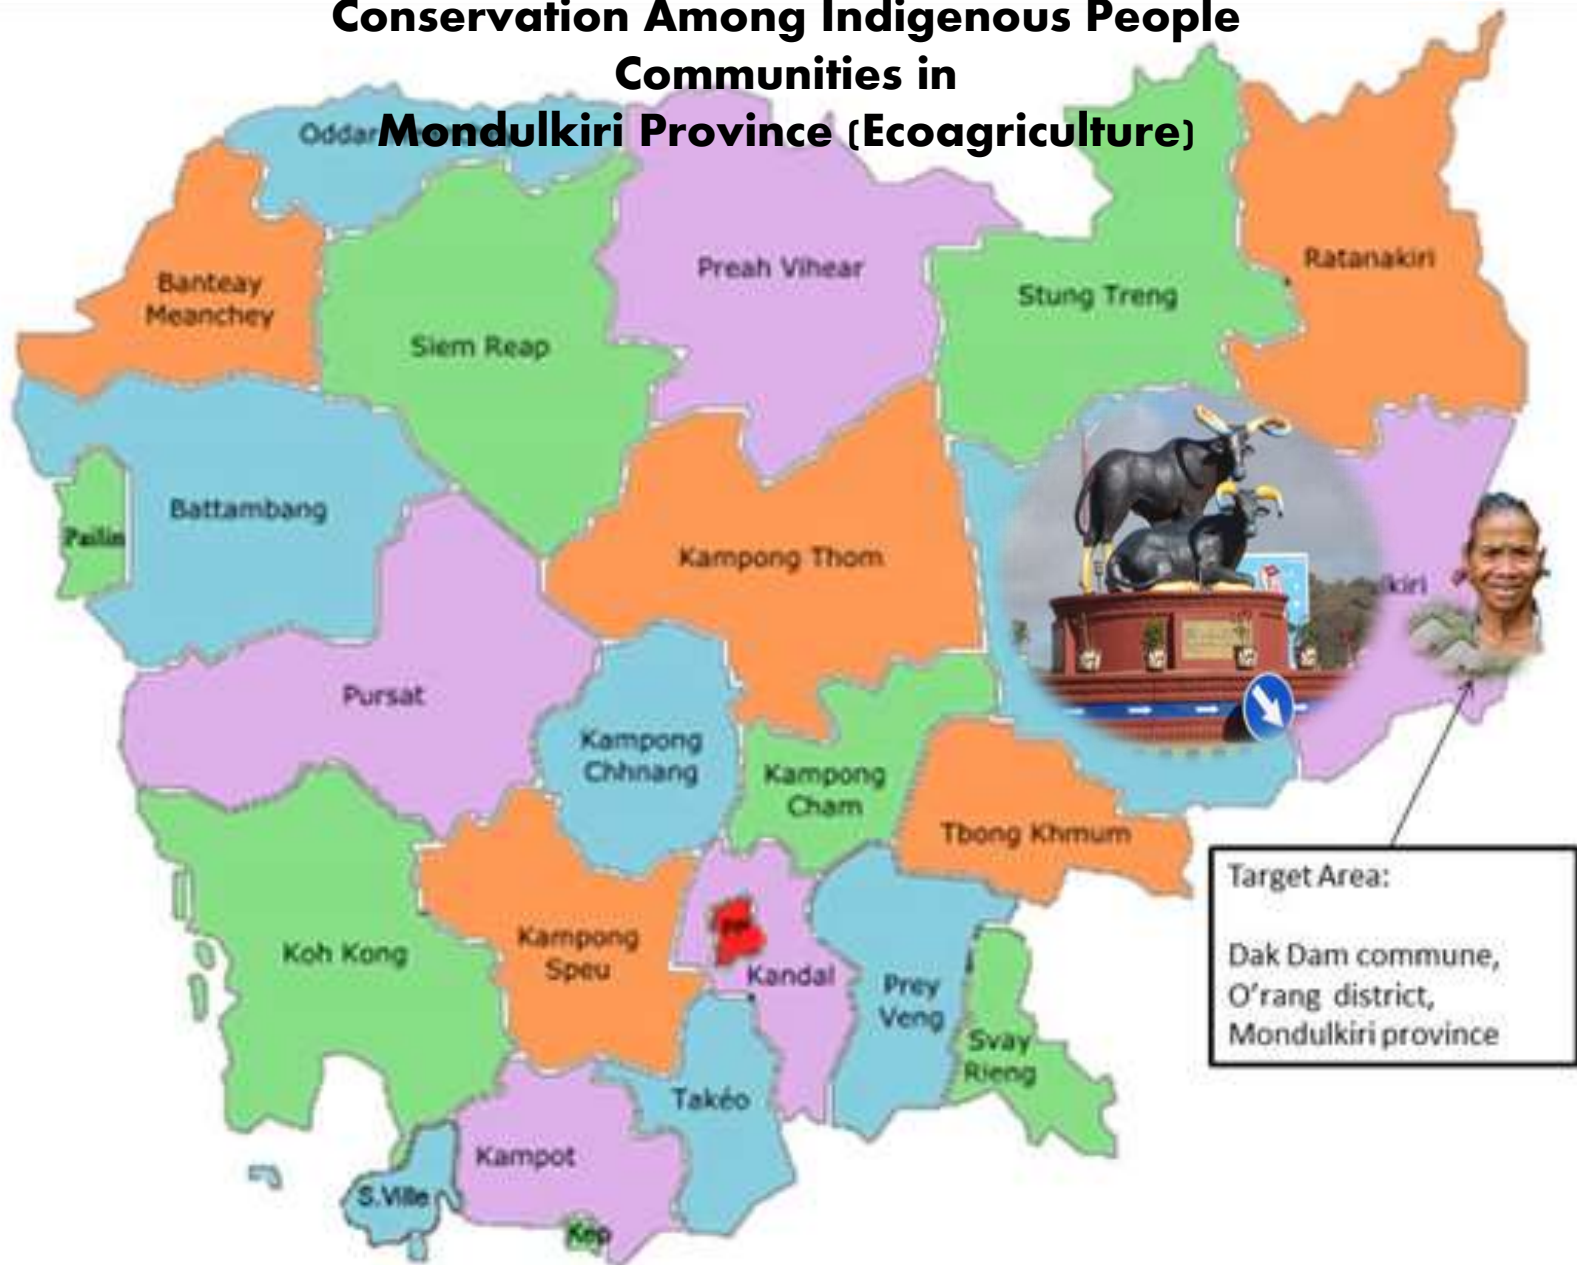 Conservation Among Indigenous People
Communities in
Mondulkiri Province (Ecoagriculture)
Banteay
Meanchey
Siem Reap
Preah Vihear
Stung Treng
Ratanakiri
Battambang
Pailin
Kampong Thom
kiri
Pursat
Kampong
Chhnang
Kampong
Cham
Tbong Khmum
Koh Kong
Kampong
Speu
PP
Kandal
Prey
Veng
Svay
Rieng
Takéo
Kampot
S.Ville
Kep
Target Area:
Dak Dam commune,
O'rang district,
Mondulkiri province